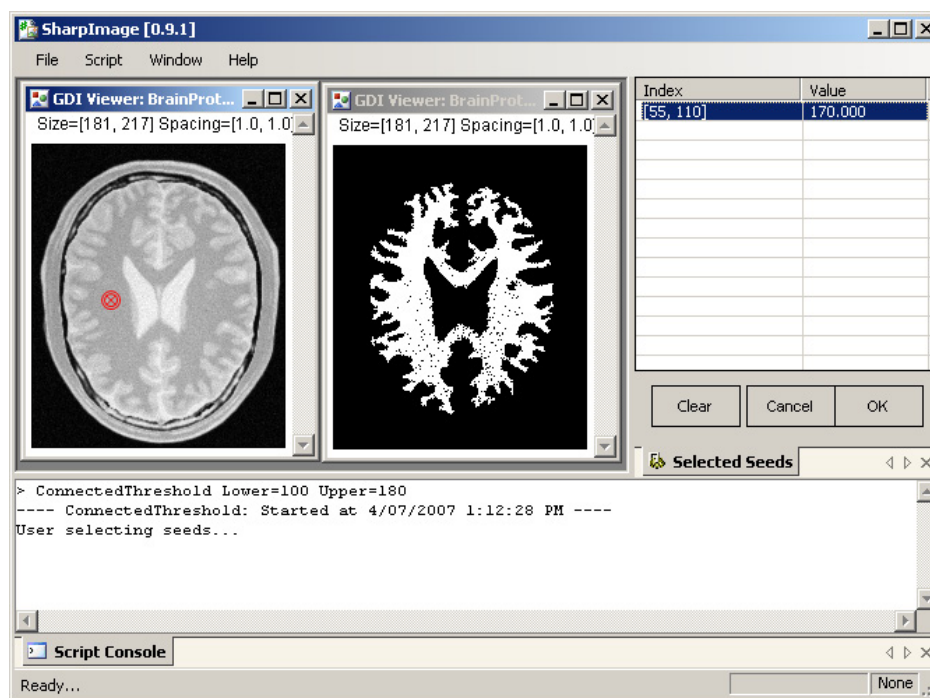 SharpImage [0.9.1]
File Script Window Help
GDI Viewer: BrainProt...
Size=[181, 217] Spacing=[1.0, 1.0]
GDI Viewer: BrainProt...
Size=[181, 217] Spacing=[1.0, 1.0]
Index Value
[55, 110] 170.000
Clear Cancel OK
Selected Seeds
> ConnectedThreshold Lower=100 Upper=180
---- ConnectedThreshold: Started at 4/07/2007 1:12:28 PM ----
User selecting seeds...
Script Console
Ready... None